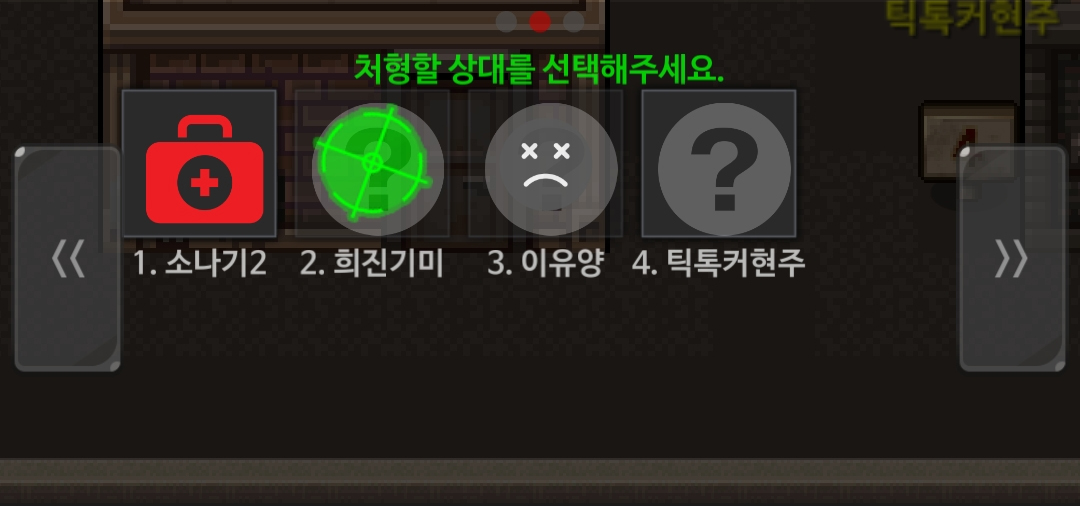 틱톡커현주
처형할 상대를 선택해주세요.
1. 소나기2
2. 희진기미
3. 이유양
4. 틱톡커현주